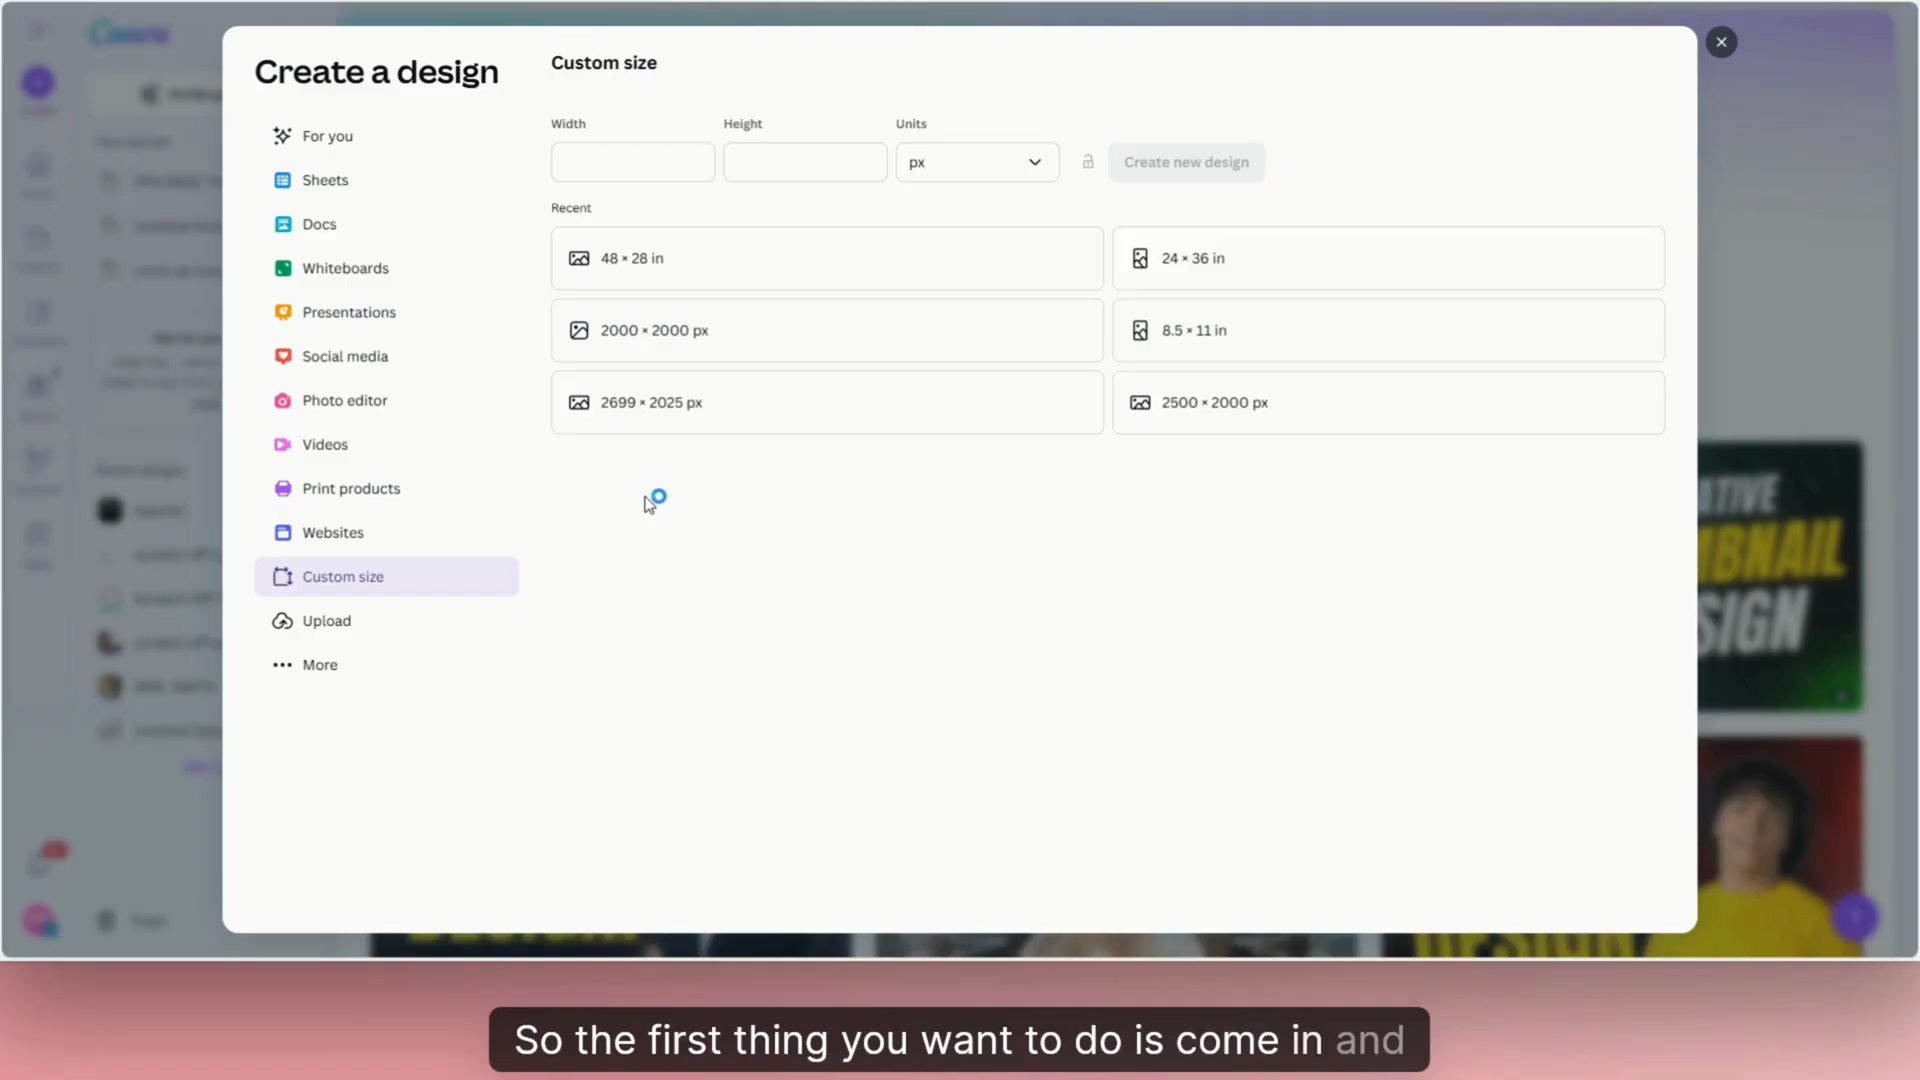 Canva
Create a design
For you
Sheets
Docs
Whiteboards
Presentations
Social media
Photo editor
Videos
Print products
Websites
Custom size
Upload
More
Custom size
Width
Height
Units
px
Create new design
Recent
48 × 28 in
24 × 36 in
2000 × 2000 px
8.5 × 11 in
2699 × 2025 px
2500 × 2000 px
So the first thing you want to do is come in and